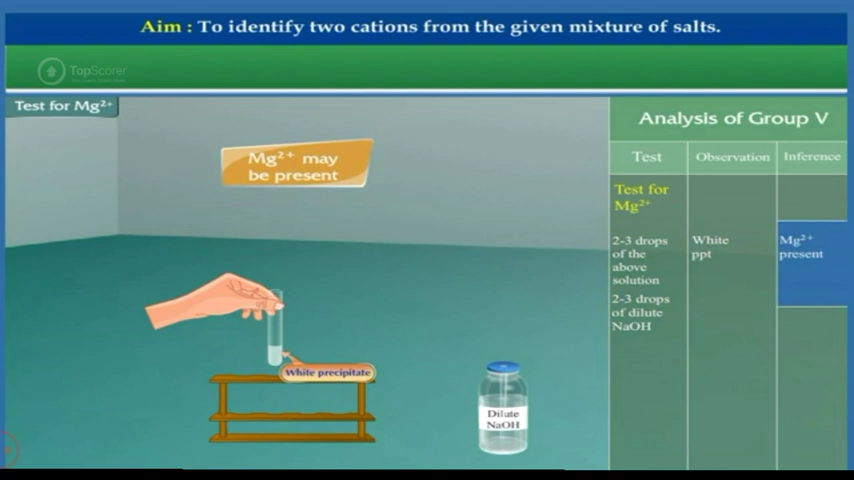 Aim : To identify two cations from the given mixture of salts.
TopScorer
Test for Mg²⁺
Analysis of Group V
Test Observation Inference
Mg²⁺ may
be present
Test for
Mg²⁺
2-3 drops
of the
above
solution
2-3 drops
of dilute
NaOH
White
ppt
Mg²⁺
present
White precipitate
Dilute
NaOH